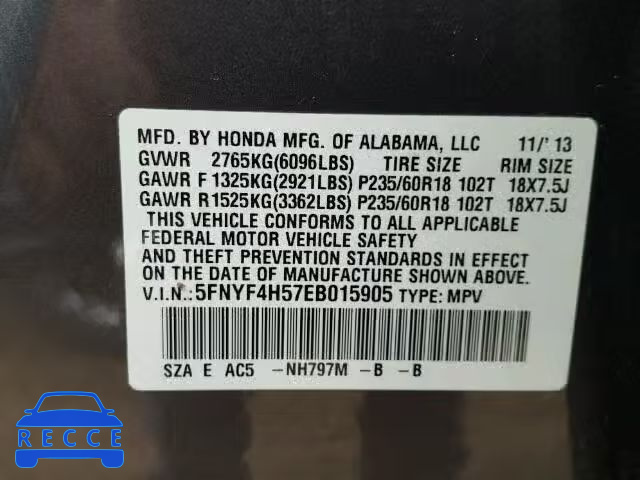 MFD. BY HONDA MFG. OF ALABAMA, LLC 11/'13
GVWR 2765KG(6096LBS) TIRE SIZE RIM SIZE
GAWR F 1325KG(2921LBS) P235/60R18 102T 18X7.5J
GAWR R 1525KG(3362LBS) P235/60R18 102T 18X7.5J
THIS VEHICLE CONFORMS TO ALL APPLICABLE
FEDERAL MOTOR VEHICLE SAFETY
AND THEFT PREVENTION STANDARDS IN EFFECT
ON THE DATE OF MANUFACTURE SHOWN ABOVE.
V.I.N.:5FNYF4H57EB015905 TYPE: MPV
SZA E AC5 -NH797M -B -B
RECCE